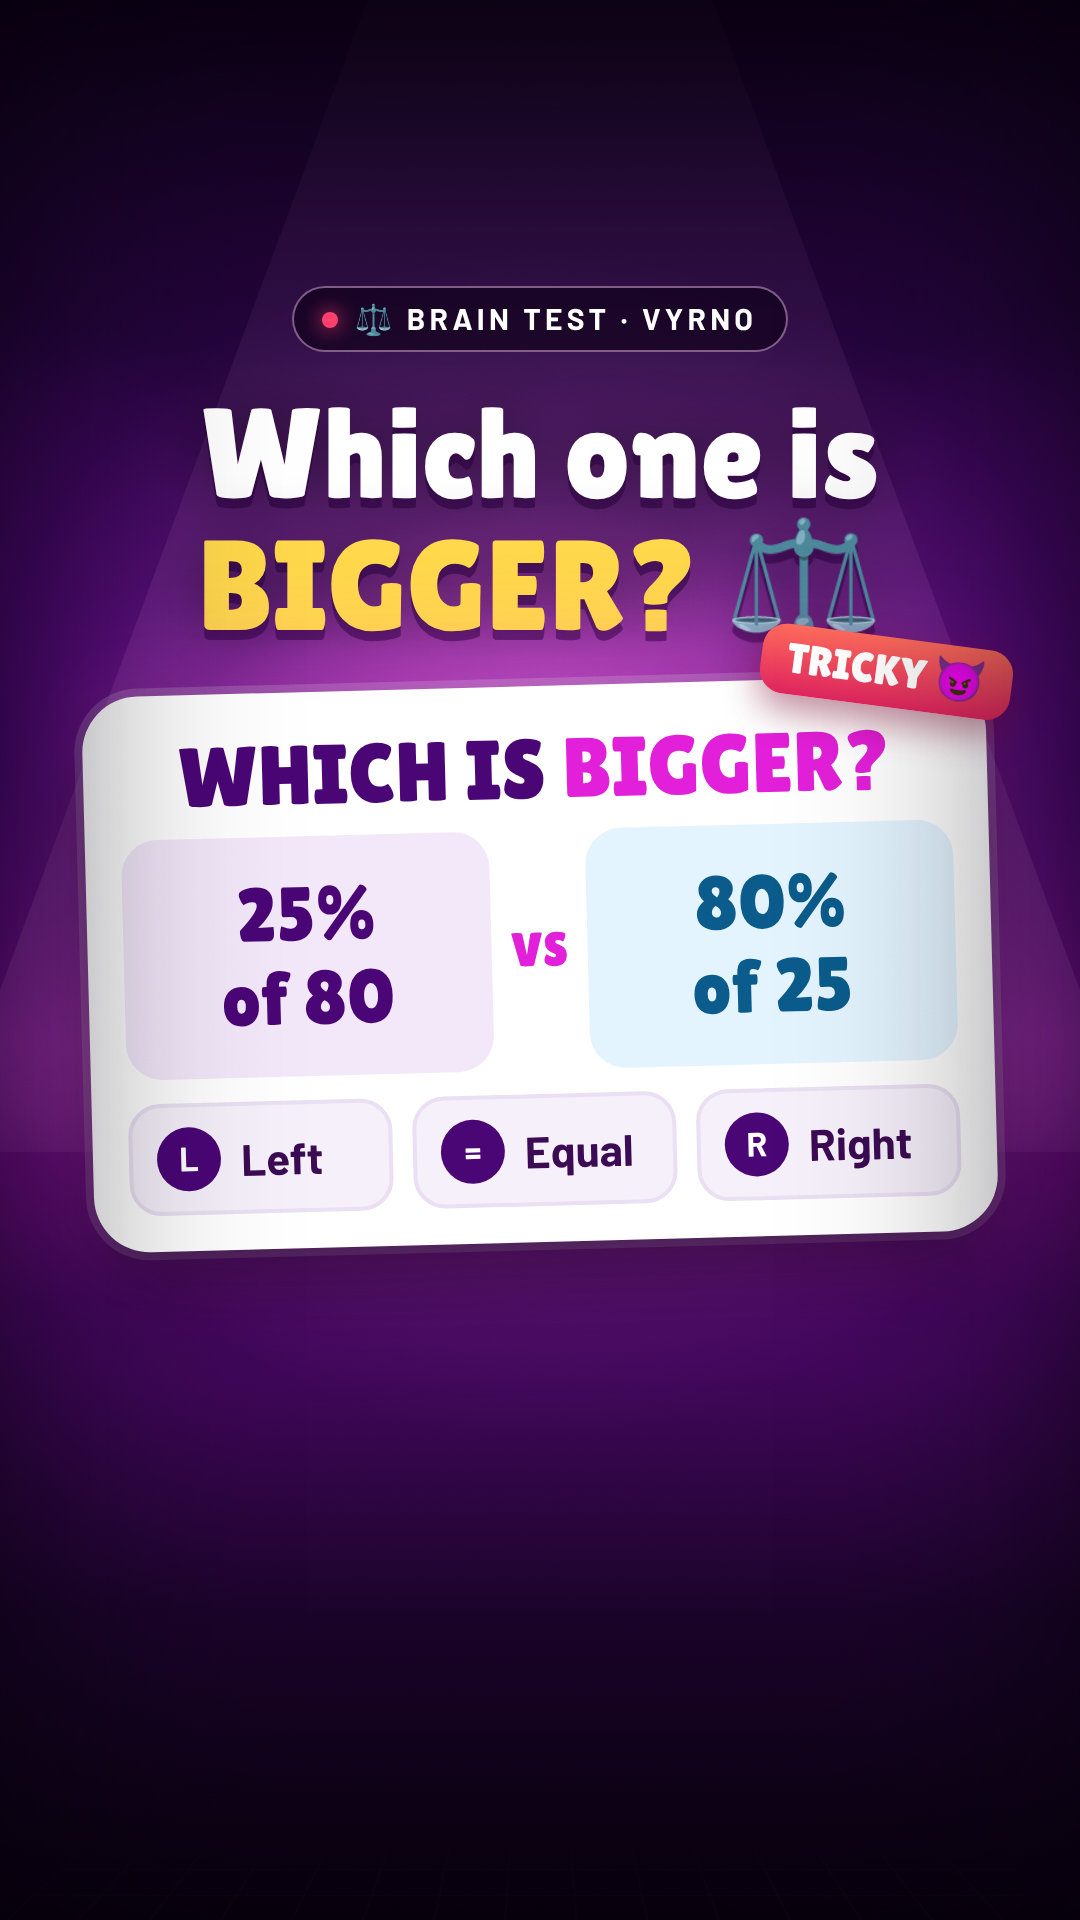 ⚖️ BRAIN TEST · VYRNO
Which one is
BIGGER? ⚖️
TRICKY 😈
WHICH IS BIGGER?
25%
of 80
VS
80%
of 25
L Left
= Equal
R Right